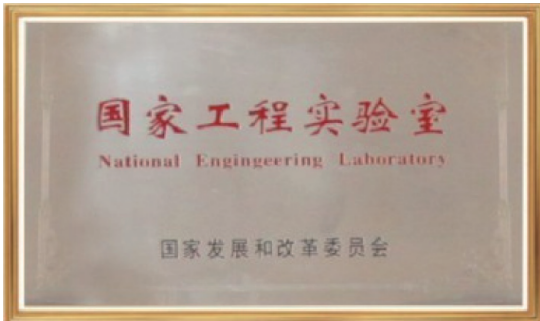 国家工程实验室
National Engingeering Laboratory
国家发展和改革委员会